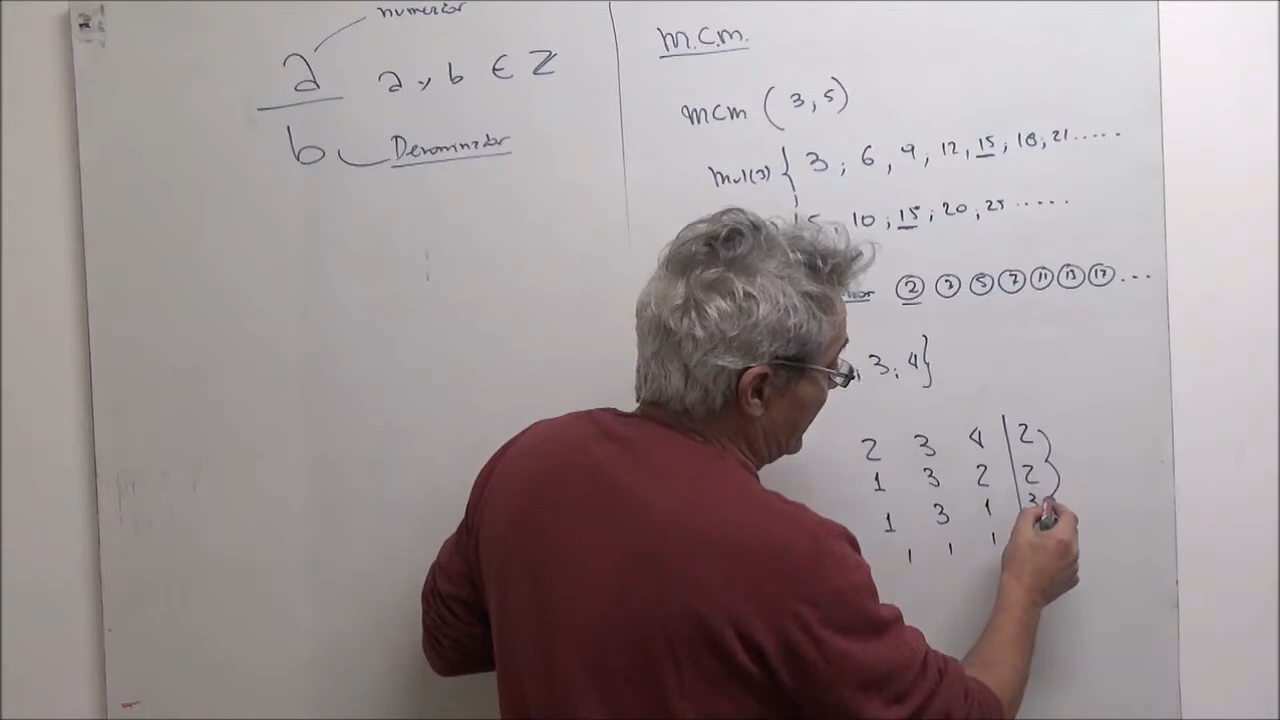 numerador
a a y b ∈ Z
b Denominador
m.c.m.
mcm (3,5)
mul(3) { 3 ; 6 , 9 , 12 , 15 ; 18 ; 21 .....
10 ; 15 ; 20 ; 25 .....
2 3 5 7 11 13 17 ...
, 3 , 4 }
2 3 4 | 2
1 3 2 | 2
1 3 1 | 3
1 1 1